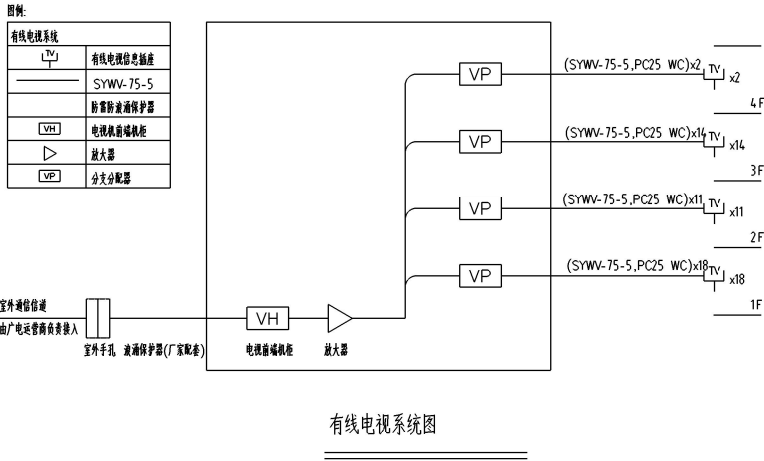 图例:
有线电视系统
TV 有线电视信息插座
SYWV-75-5
防雷防浪涌保护器
VH 电视机前端机柜
放大器
VP 分支分配器
VP (SYWV-75-5,PC25 WC)x2 TV x2
4F
VP (SYWV-75-5,PC25 WC)x14 TV x14
3F
VP (SYWV-75-5,PC25 WC)x11 TV x11
2F
VP (SYWV-75-5,PC25 WC)x18 TV x18
1F
室外通信信道
由广电运营商负责接入
室外手孔 浪涌保护器(厂家配套)
VH
电视前端机柜
放大器
有线电视系统图